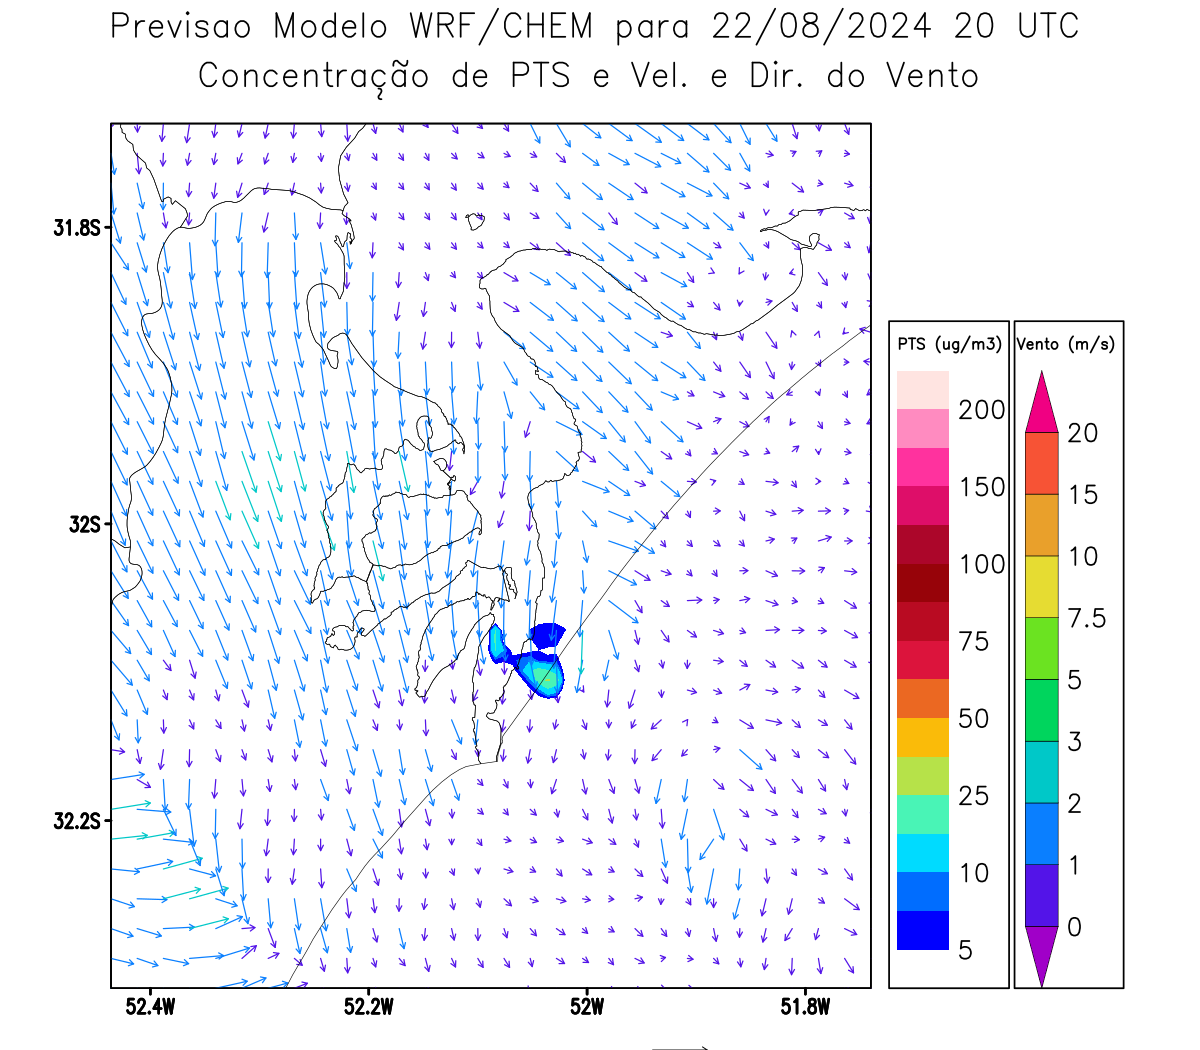 Previsao Modelo WRF/CHEM para 22/08/2024 20 UTC
Concentração de PTS e Vel. e Dir. do Vento
31.8S
32S
32.2S
52.4W
52.2W
52W
51.8W
PTS (ug/m3)
200
150
100
75
50
25
10
5
Vento (m/s)
20
15
10
7.5
5
3
2
1
0